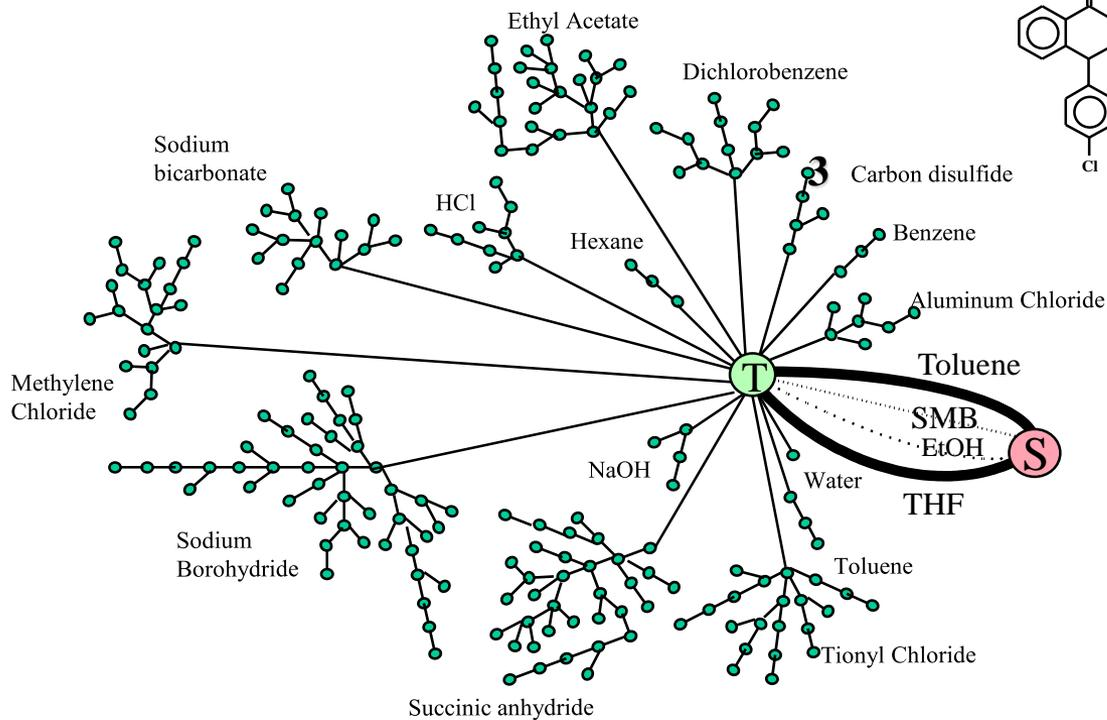 Ethyl Acetate
Dichlorobenzene
Sodium
bicarbonate
Cl
3
Carbon disulfide
HCl
Hexane
Benzene
Aluminum Chloride
Methylene
Chloride
T
Toluene
SMB
EtOH
S
NaOH
Water
THF
Sodium
Borohydride
Toluene
Tionyl Chloride
Succinic anhydride